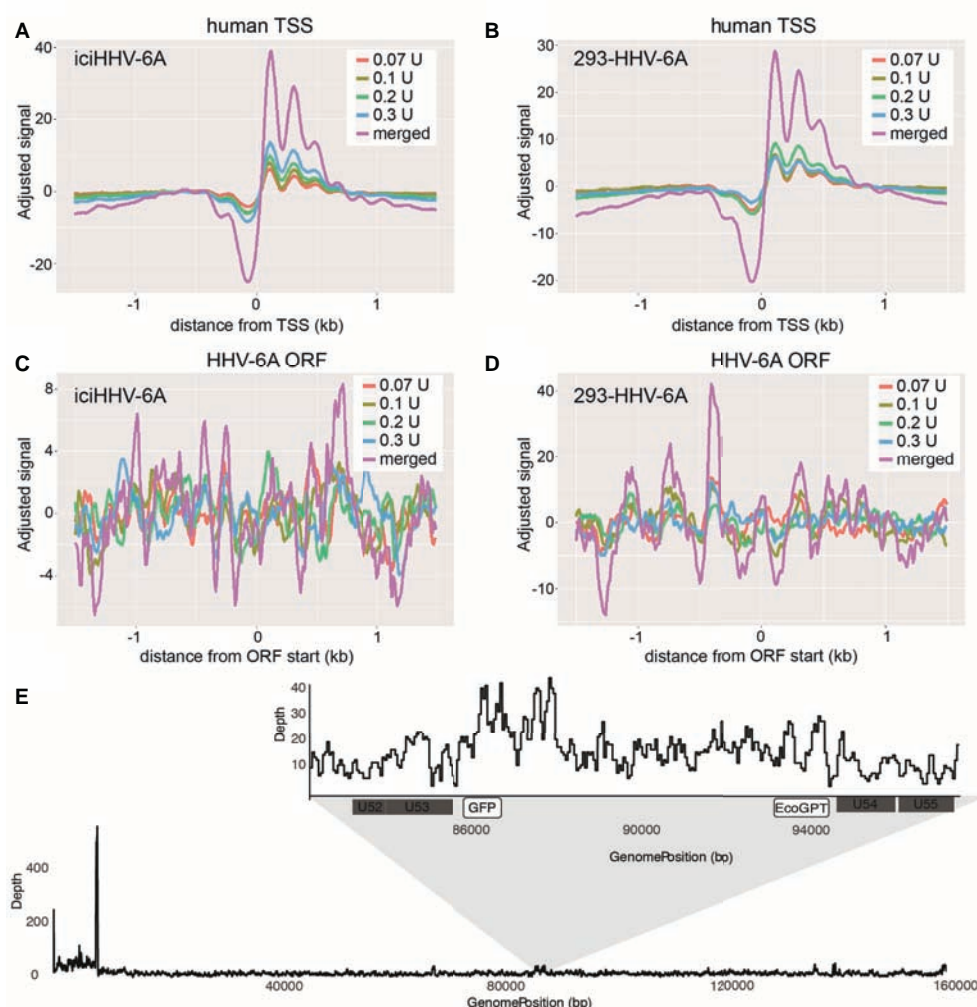 A
human TSS
iciHHV-6A
0.07 U
0.1 U
0.2 U
0.3 U
merged
40
20
0
-20
Adjusted signal
-1
0
1
distance from TSS (kb)
B
human TSS
293-HHV-6A
0.07 U
0.1 U
0.2 U
0.3 U
merged
30
20
10
0
-10
-20
Adjusted signal
-1
0
1
distance from TSS (kb)
C
HHV-6A ORF
iciHHV-6A
0.07 U
0.1 U
0.2 U
0.3 U
merged
8
4
0
-4
Adjusted signal
-1
0
1
distance from ORF start (kb)
D
HHV-6A ORF
293-HHV-6A
0.07 U
0.1 U
0.2 U
0.3 U
merged
40
20
0
-10
Adjusted signal
-1
0
1
distance from ORF start (kb)
E
40
30
20
10
Depth
U52
U53
GFP
EcoGPT
U54
U55
86000
90000
94000
GenomePosition (bp)
400
200
0
Depth
40000
80000
120000
160000
GenomePosition (bp)